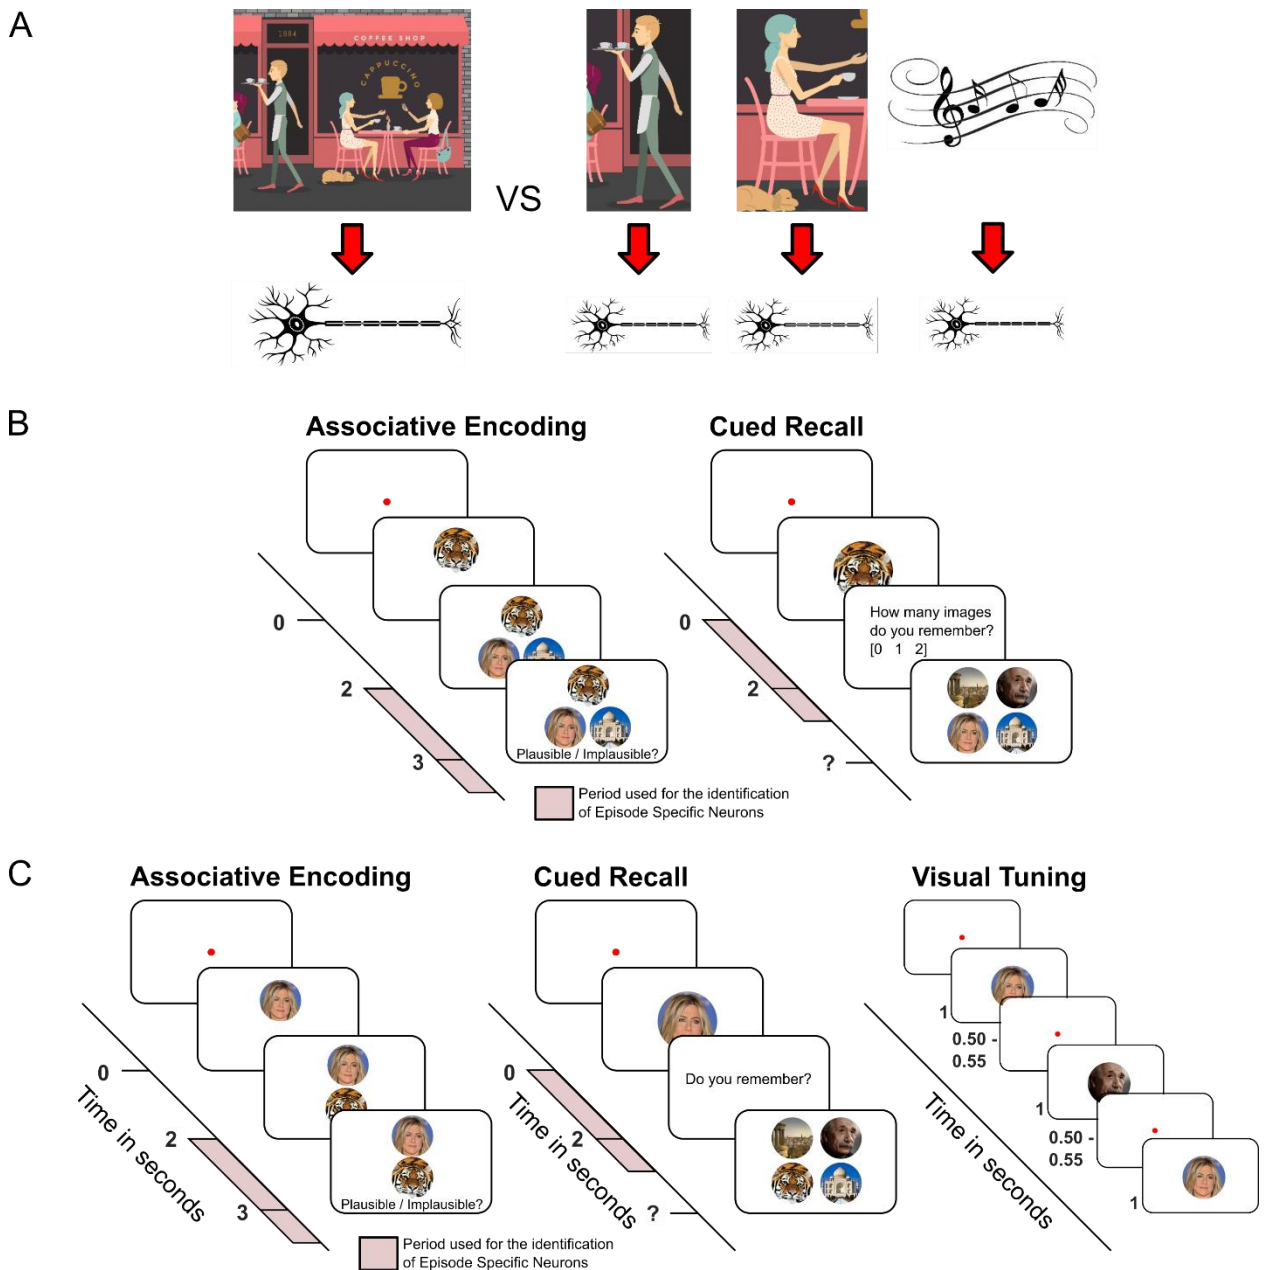 A
1884
COFFEE SHOP
CAPPUCCINO
VS
B
Associative Encoding
Cued Recall
0
2
3
Plausible / Implausible?
0
2
?
How many images
do you remember?
[0 1 2]
Period used for the identification
of Episode Specific Neurons
C
Associative Encoding
Cued Recall
Visual Tuning
0
2
3
Time in seconds
Plausible / Implausible?
0
2
?
Time in seconds
Do you remember?
1
0.50 -
0.55
1
0.50 -
0.55
1
Time in seconds
Period used for the identification
of Episode Specific Neurons